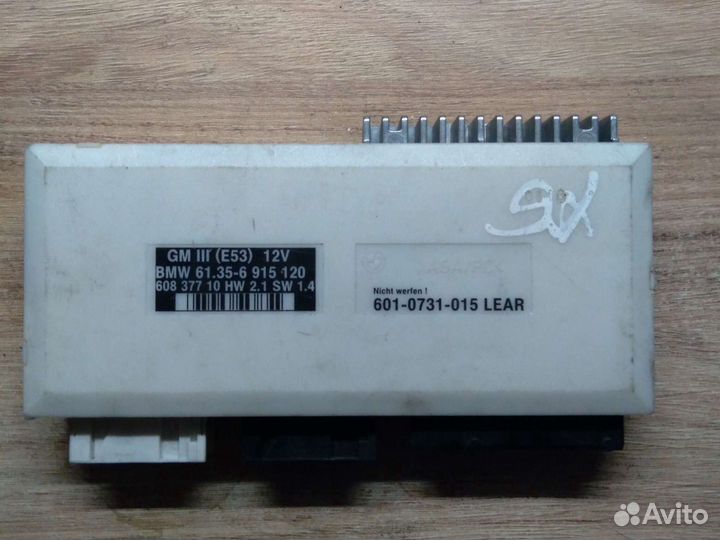 GM III (E53) 12V
BMW 61.35-6 915 120
608 377 10 HW 2.1 SW 1.4
Nicht werfen !
601-0731-015 LEAR
Avito